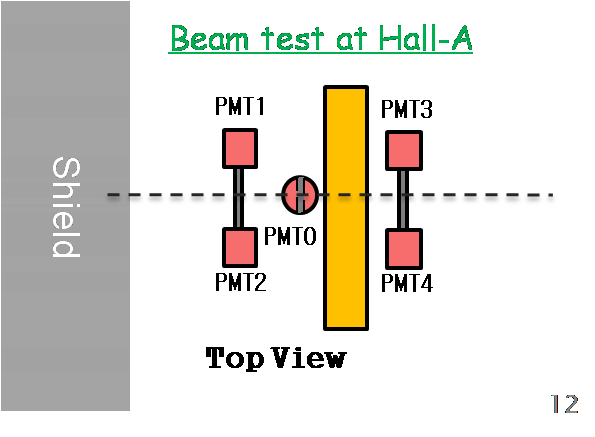 Beam test at Hall-A
Shield
PMT1
PMT3
PMT0
PMT2
PMT4
Top View
12